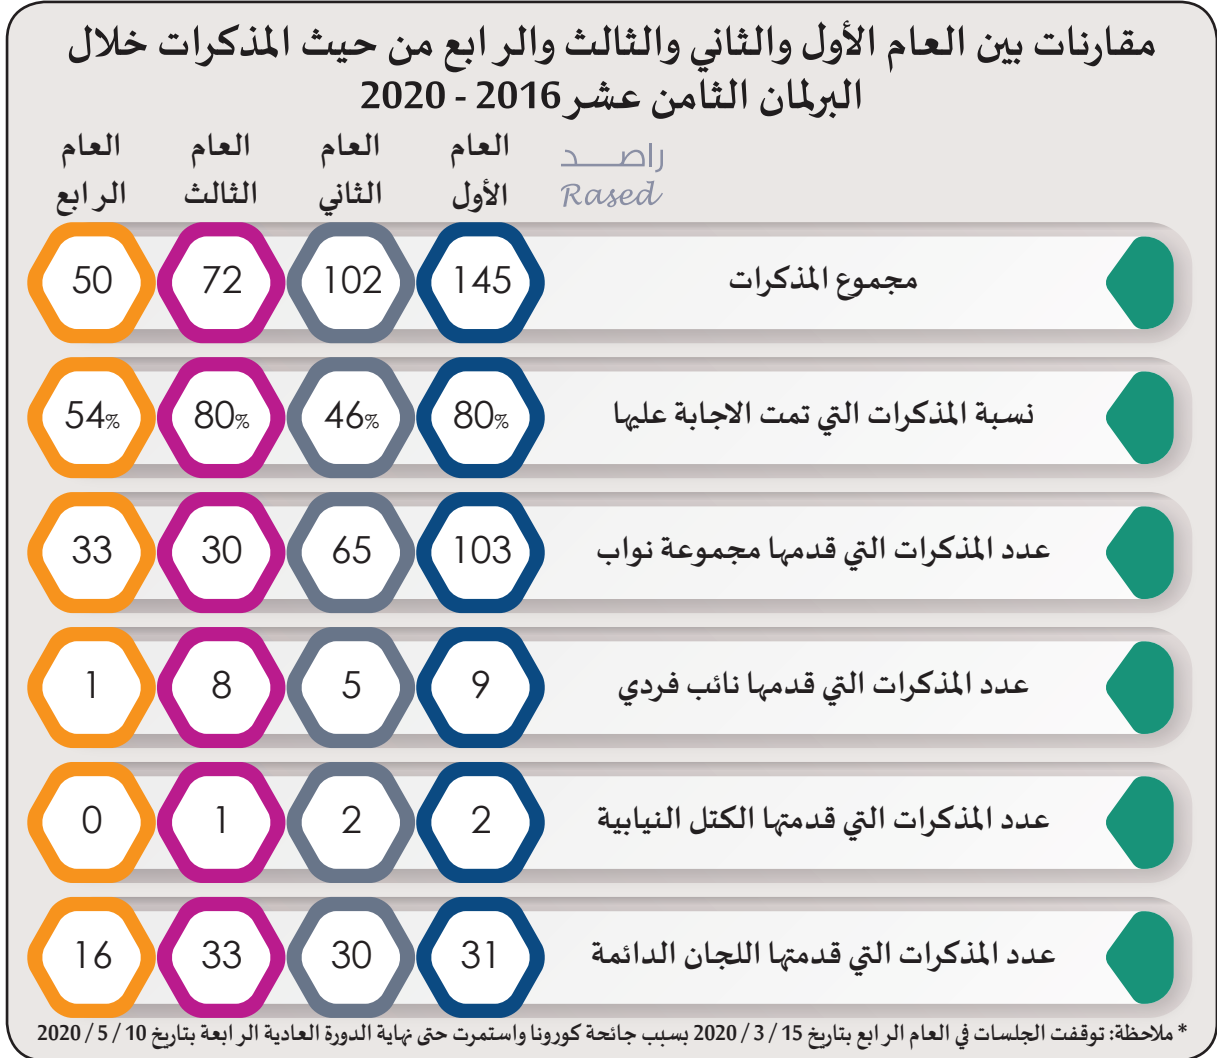 مقارنات بين العام الأول والثاني والثالث والرابع من حيث المذكرات خلال
البرلمان الثامن عشر 2016 - 2020
راصد
Rased
العام الأول
العام الثاني
العام الثالث
العام الرابع
مجموع المذكرات 145 102 72 50
نسبة المذكرات التي تمت الاجابة عليها 80% 46% 80% 54%
عدد المذكرات التي قدمها مجموعة نواب 103 65 30 33
عدد المذكرات التي قدمها نائب فردي 9 5 8 1
عدد المذكرات التي قدمتها الكتل النيابية 2 2 1 0
عدد المذكرات التي قدمتها اللجان الدائمة 31 30 33 16
* ملاحظة: توقفت الجلسات في العام الرابع بتاريخ 15 / 3 / 2020 بسبب جائحة كورونا واستمرت حتى نهاية الدورة العادية الرابعة بتاريخ 10 / 5 / 2020